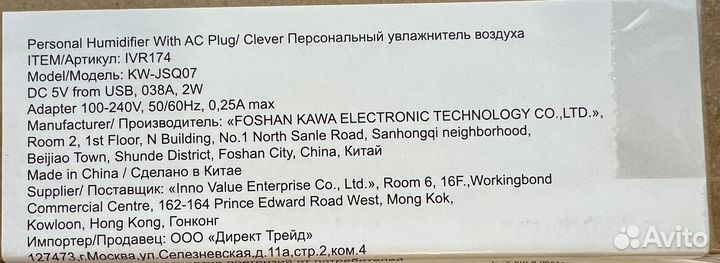 Personal Humidifier With AC Plug/ Clever Персональный увлажнитель воздуха
ITEM/Артикул: IVR174
Model/Модель: KW-JSQ07
DC 5V from USB, 038A, 2W
Adapter 100-240V, 50/60Hz, 0,25A max
Manufacturer/ Производитель: «FOSHAN KAWA ELECTRONIC TECHNOLOGY CO.,LTD.»,
Room 2, 1st Floor, N Building, No.1 North Sanle Road, Sanhongqi neighborhood,
Beijiao Town, Shunde District, Foshan City, China, Китай
Made in China / Сделано в Китае
Supplier/ Поставщик: «Inno Value Enterprise Co., Ltd.», Room 6, 16F.,Workingbond
Commercial Centre, 162-164 Prince Edward Road West, Mong Kok,
Kowloon, Hong Kong, Гонконг
Импортер/Продавец: ООО «Директ Трейд»
127473,г.Москва,ул.Селезневская,д.11а,стр.2,ком.4
претензий от потребителей
Avito